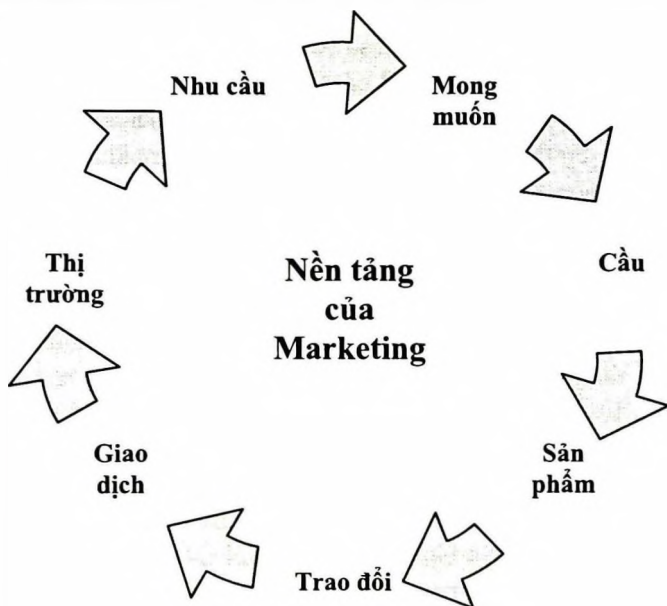 Nhu cầu
Mong
muốn
Cầu
Sản
phẩm
Trao đổi
Giao
dịch
Thị
trường
Nền tảng
của
Marketing